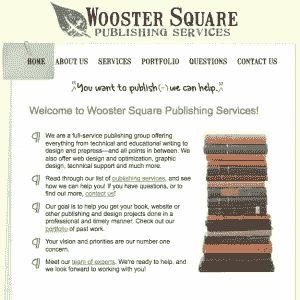 WOOSTER SQUARE
PUBLISHING SERVICES
HOME ABOUT US SERVICES PORTFOLIO QUESTIONS CONTACT US
"You want to publish(-)we can help."
Welcome to Wooster Square Publishing Services!
¶ We are a full-service publishing group offering
everything from technical and educational writing to
design and prepress—and all points in between. We
also offer web design and optimization, graphic
design, technical support and much more.
¶ Read through our list of publishing services, and see
how we can help you! If you have questions, or to
find out more, contact us!
¶ Our goal is to help you get your book, website or
other publishing and design projects done in a
professional and timely manner. Check out our
portfolio of past work.
¶ Your vision and priorities are our number one
concern.
¶ Meet our team of experts. We're ready to help, and
we look forward to working with you!